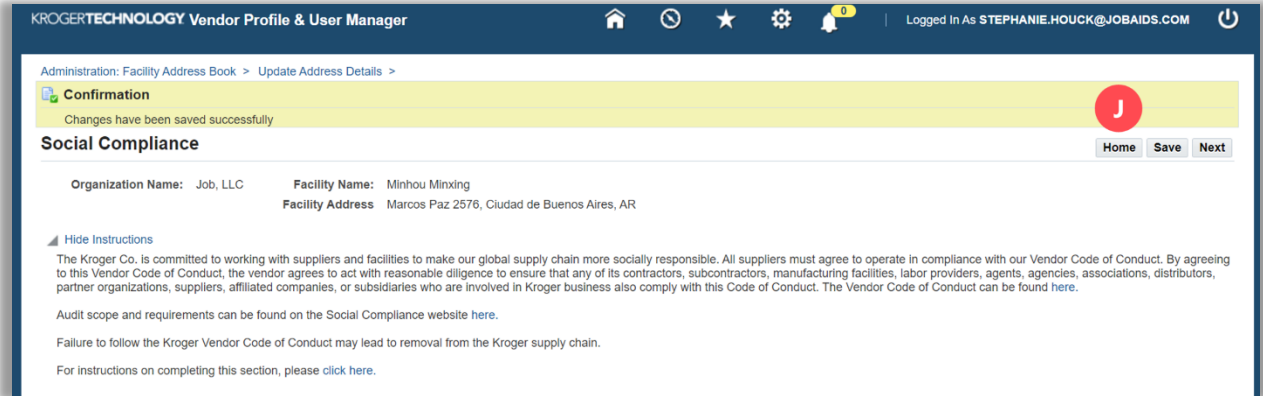 KROGERTECHNOLOGY Vendor Profile & User Manager
0
Logged In As STEPHANIE.HOUCK@JOBAIDS.COM
Administration: Facility Address Book > Update Address Details >
Confirmation
Changes have been saved successfully
J
Social Compliance
Home Save Next
Organization Name: Job, LLC Facility Name: Minhou Minxing
Facility Address Marcos Paz 2576, Ciudad de Buenos Aires, AR
Hide Instructions
The Kroger Co. is committed to working with suppliers and facilities to make our global supply chain more socially responsible. All suppliers must agree to operate in compliance with our Vendor Code of Conduct. By agreeing
to this Vendor Code of Conduct, the vendor agrees to act with reasonable diligence to ensure that any of its contractors, subcontractors, manufacturing facilities, labor providers, agents, agencies, associations, distributors,
partner organizations, suppliers, affiliated companies, or subsidiaries who are involved in Kroger business also comply with this Code of Conduct. The Vendor Code of Conduct can be found here.
Audit scope and requirements can be found on the Social Compliance website here.
Failure to follow the Kroger Vendor Code of Conduct may lead to removal from the Kroger supply chain.
For instructions on completing this section, please click here.